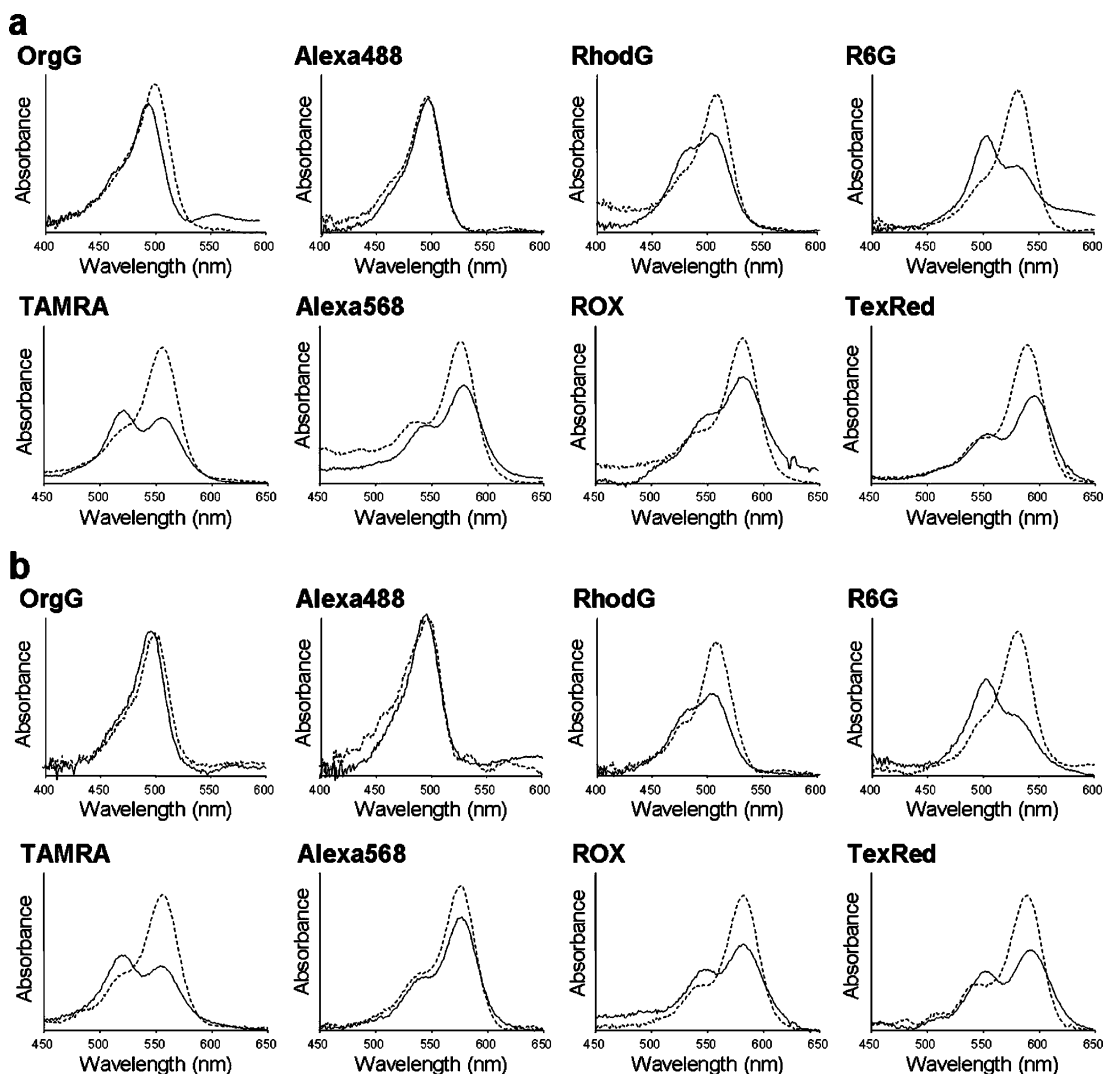 a
OrgG Alexa488 RhodG R6G
Absorbance Absorbance Absorbance Absorbance
400 450 500 550 600 400 450 500 550 600 400 450 500 550 600 400 450 500 550 600
Wavelength (nm) Wavelength (nm) Wavelength (nm) Wavelength (nm)
TAMRA Alexa568 ROX TexRed
Absorbance Absorbance Absorbance Absorbance
450 500 550 600 650 450 500 550 600 650 450 500 550 600 650 450 500 550 600 650
Wavelength (nm) Wavelength (nm) Wavelength (nm) Wavelength (nm)
b
OrgG Alexa488 RhodG R6G
Absorbance Absorbance Absorbance Absorbance
400 450 500 550 600 400 450 500 550 600 400 450 500 550 600 400 450 500 550 600
Wavelength (nm) Wavelength (nm) Wavelength (nm) Wavelength (nm)
TAMRA Alexa568 ROX TexRed
Absorbance Absorbance Absorbance Absorbance
450 500 550 600 650 450 500 550 600 650 450 500 550 600 650 450 500 550 600 650
Wavelength (nm) Wavelength (nm) Wavelength (nm) Wavelength (nm)